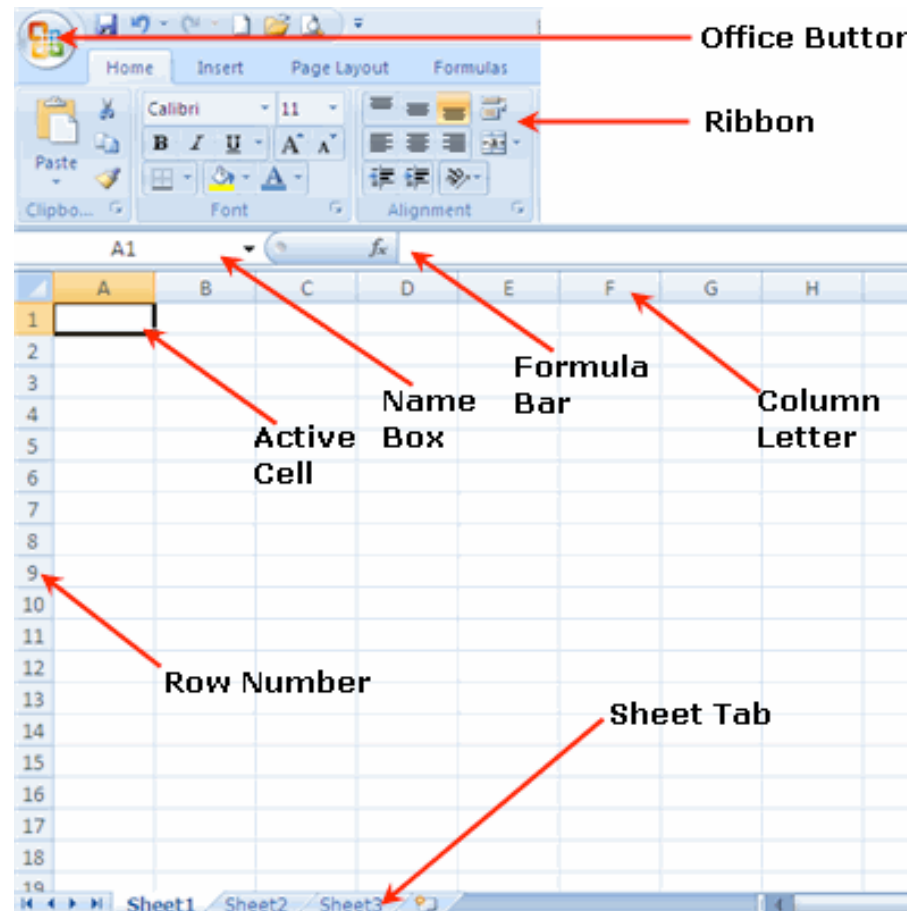 Office Button
Home Insert Page Layout Formulas
Calibri 11
Ribbon
B I U A A
Paste
A
Clipbo... Font Alignment
A1 fx
A B C D E F G H
1
2
Formula
3
Name Bar Column
4
Active Box Letter
5
Cell
6
7
8
9
10
11
12
Row Number
13
Sheet Tab
14
15
16
17
18
19
Sheet1 Sheet2 Sheet3